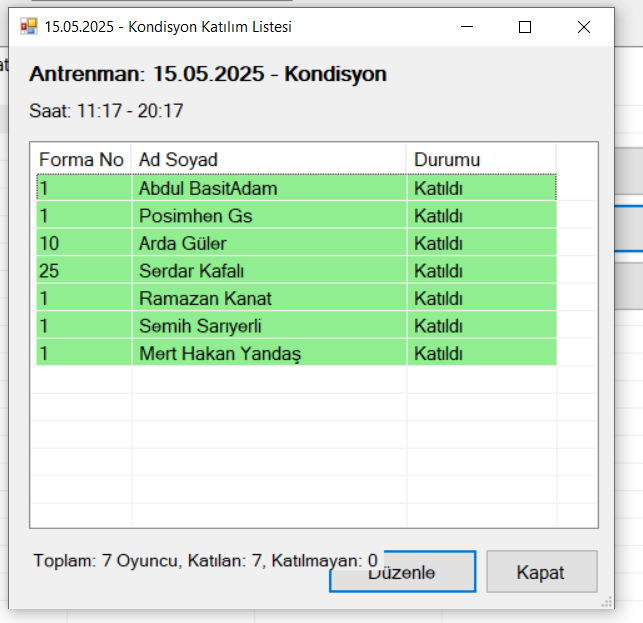 15.05.2025 - Kondisyon Katılım Listesi
Antrenman: 15.05.2025 - Kondisyon
Saat: 11:17 - 20:17
Forma No Ad Soyad Durumu
1 Abdul BasitAdam Katıldı
1 Posimhen Gs Katıldı
10 Arda Güler Katıldı
25 Serdar Kafalı Katıldı
1 Ramazan Kanat Katıldı
1 Semih Sarıyerli Katıldı
1 Mert Hakan Yandaş Katıldı
Toplam: 7 Oyuncu, Katılan: 7, Katılmayan: 0
Düzenle Kapat